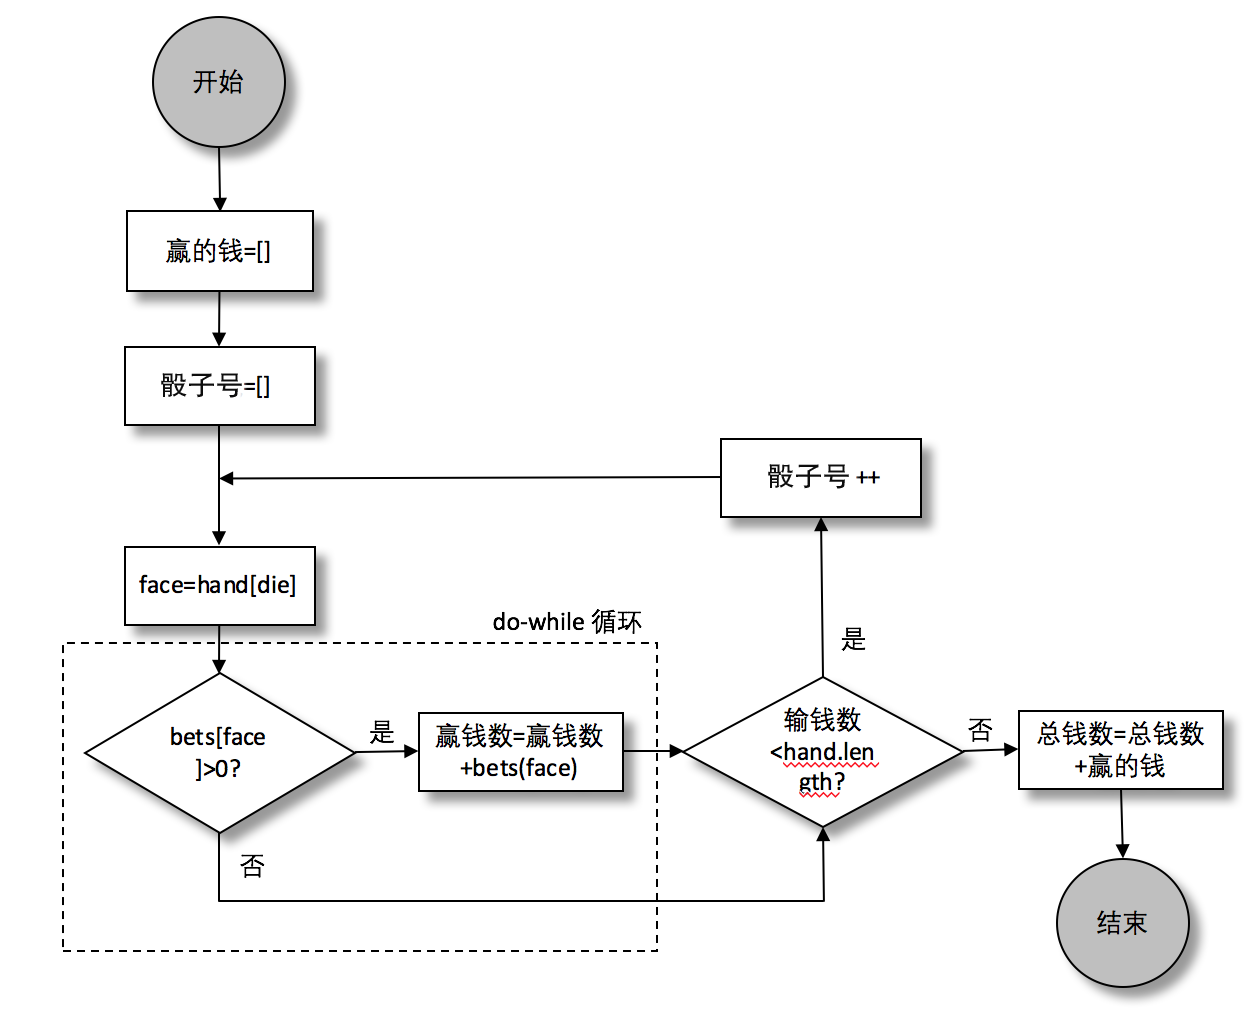 开始
赢的钱=[]
骰子号=[]
骰子号 ++
face=hand[die]
do-while 循环
是
bets[face
]>0?
是
赢钱数=赢钱数
+bets(face)
输钱数
<hand.len
gth?
否
总钱数=总钱数
+赢的钱
否
结束